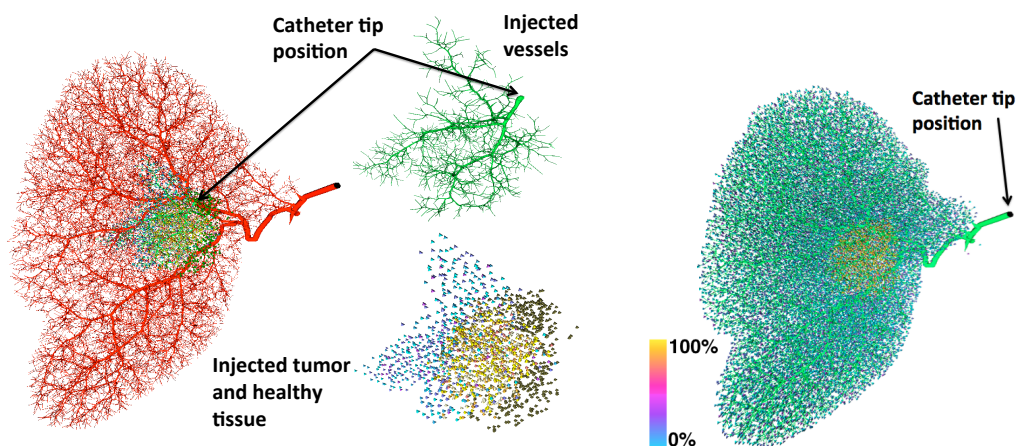 Catheter tip
position
Injected
vessels
Injected tumor
and healthy
tissue
Catheter tip
position
100%
0%